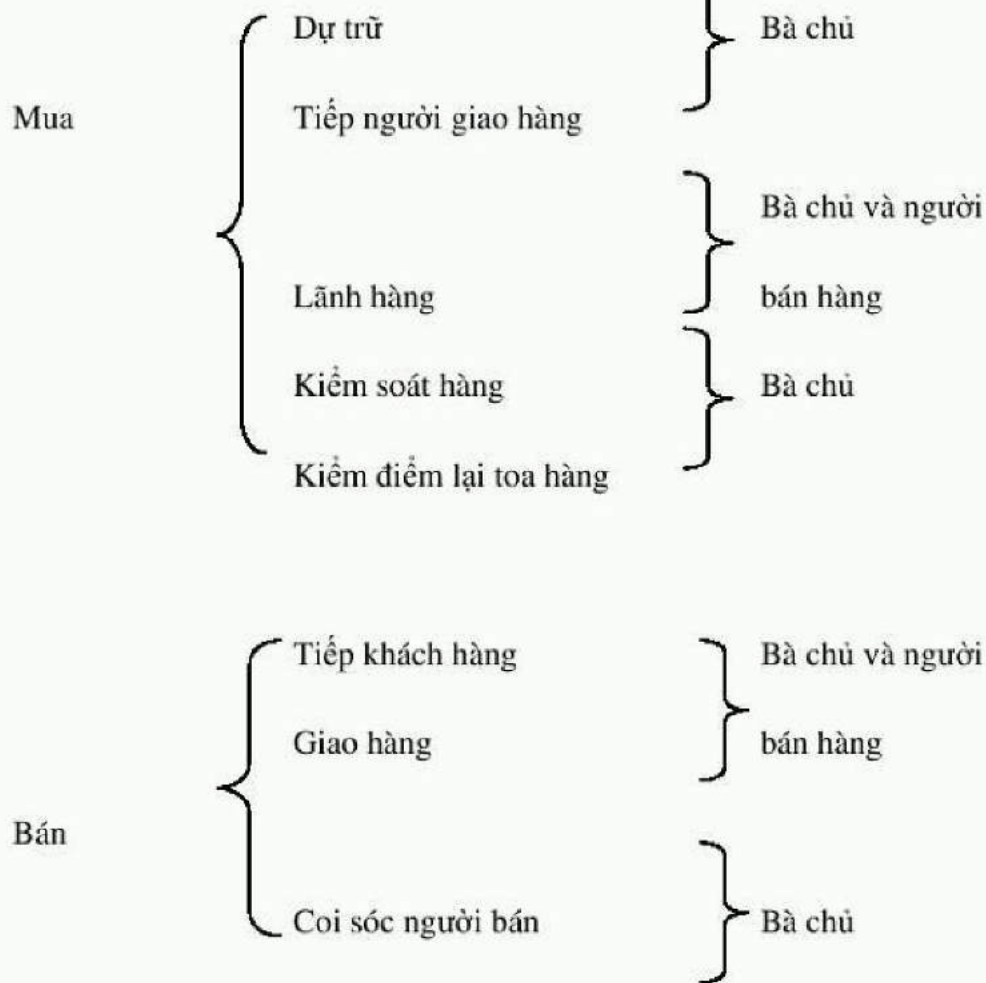 Dự trữ Bà chủ
Mua Tiếp người giao hàng
Bà chủ và người
Lãnh hàng bán hàng
Kiểm soát hàng Bà chủ
Kiểm điểm lại toa hàng
Tiếp khách hàng Bà chủ và người
Giao hàng bán hàng
Bán
Coi sóc người bán Bà chủ